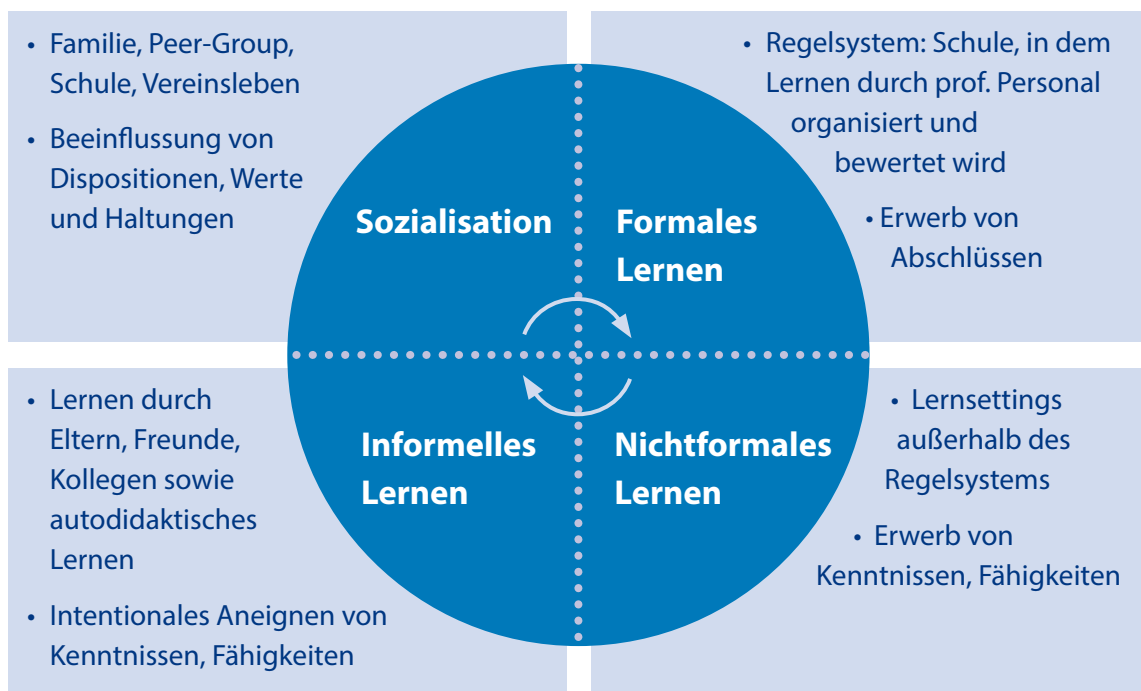 • Familie, Peer-Group,
Schule, Vereinsleben
• Beeinflussung von
Dispositionen, Werte
und Haltungen
• Regelsystem: Schule, in dem
Lernen durch prof. Personal
organisiert und
bewertet wird
• Erwerb von
Abschlüssen
Sozialisation
Formales
Lernen
Informelles
Lernen
Nichtformales
Lernen
• Lernen durch
Eltern, Freunde,
Kollegen sowie
autodidaktisches
Lernen
• Intentionales Aneignen von
Kenntnissen, Fähigkeiten
• Lernsettings
außerhalb des
Regelsystems
• Erwerb von
Kenntnissen, Fähigkeiten